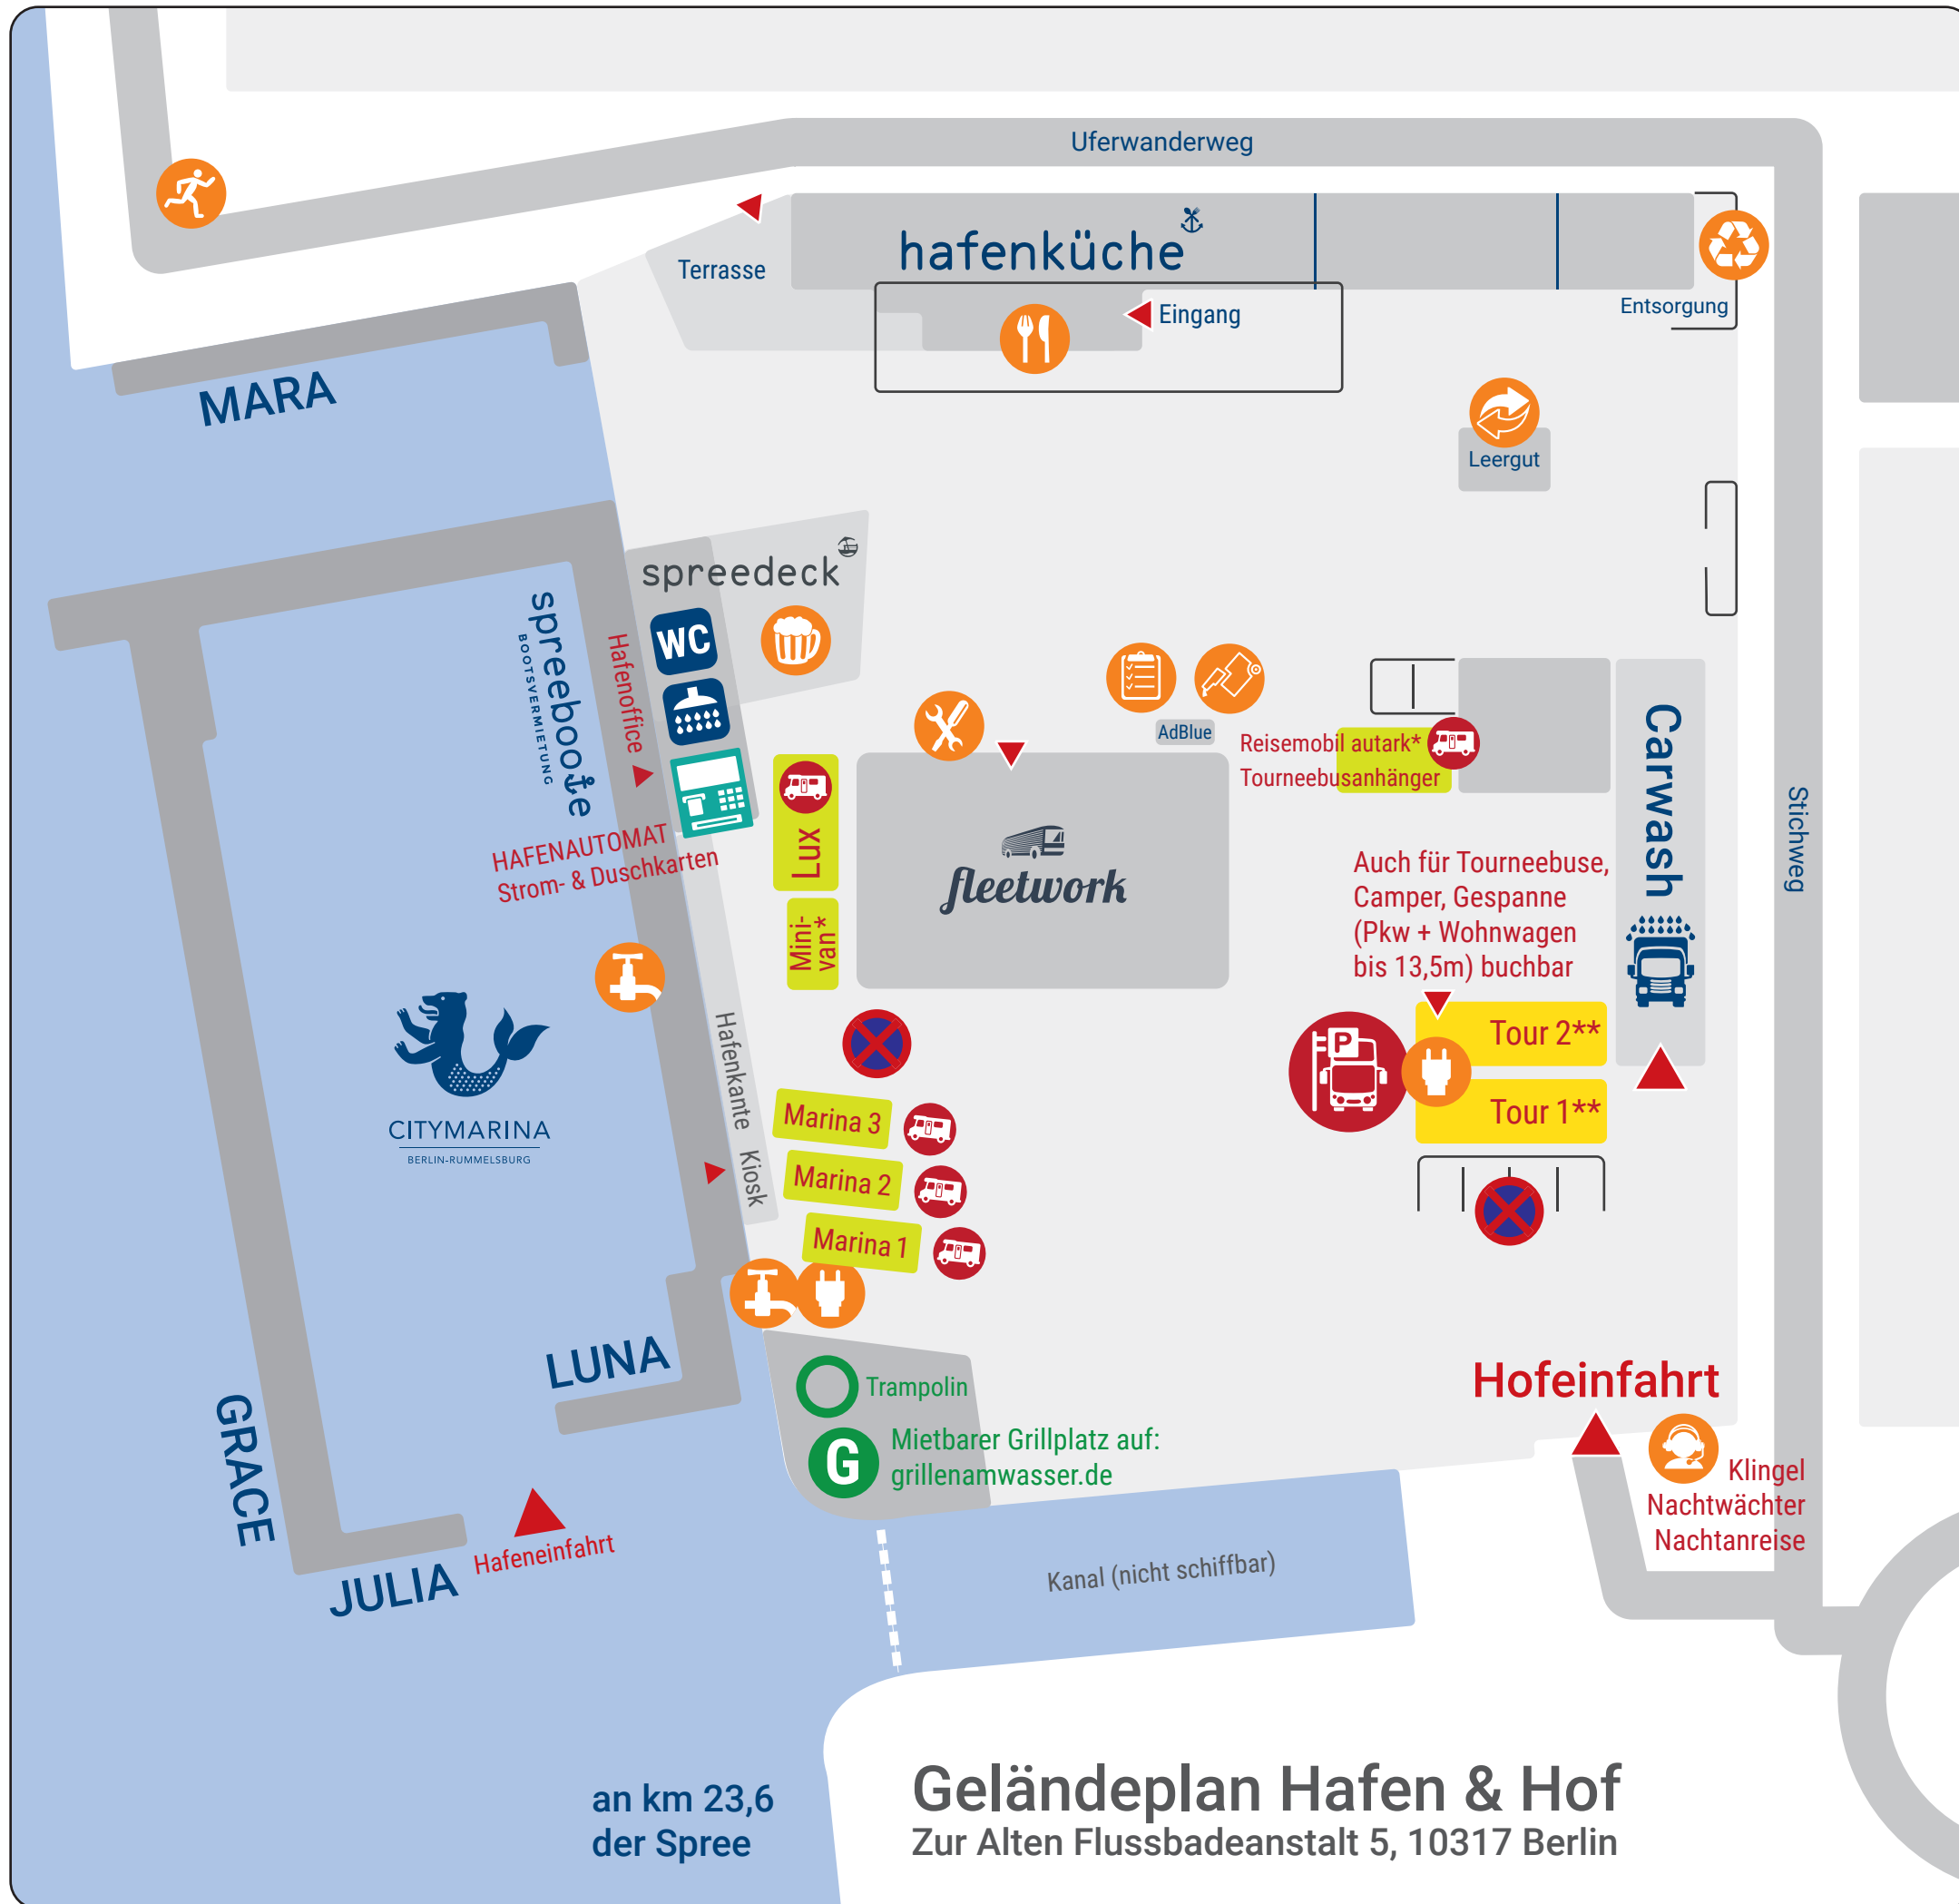 Uferwanderweg
hafenküche
Terrasse
Eingang
Entsorgung
MARA
Leergut
spreedeck
WC
spreeboote
BOOTSVERMIETUNG
Hafenoffice
HAFENAUTOMAT
Strom- & Duschkarten
Lux
Mini-
van*
fleetwork
AdBlue
Reisemobil autark*
Tourneebusanhänger
Carwash
Stichweg
Auch für Tourneebuse,
Camper, Gespanne
(Pkw + Wohnwagen
bis 13,5m) buchbar
P
Tour 2**
Tour 1**
CITYMARINA
BERLIN-RUMMELSBURG
Hafenkante
Kiosk
Marina 3
Marina 2
Marina 1
LUNA
GRACE
JULIA
Hafeneinfahrt
Trampolin
G
Mietbarer Grillplatz auf:
grillenamwasser.de
Hofeinfahrt
Klingel
Nachtwächter
Nachtanreise
Kanal (nicht schiffbar)
an km 23,6
der Spree
Geländeplan Hafen & Hof
Zur Alten Flussbadeanstalt 5, 10317 Berlin